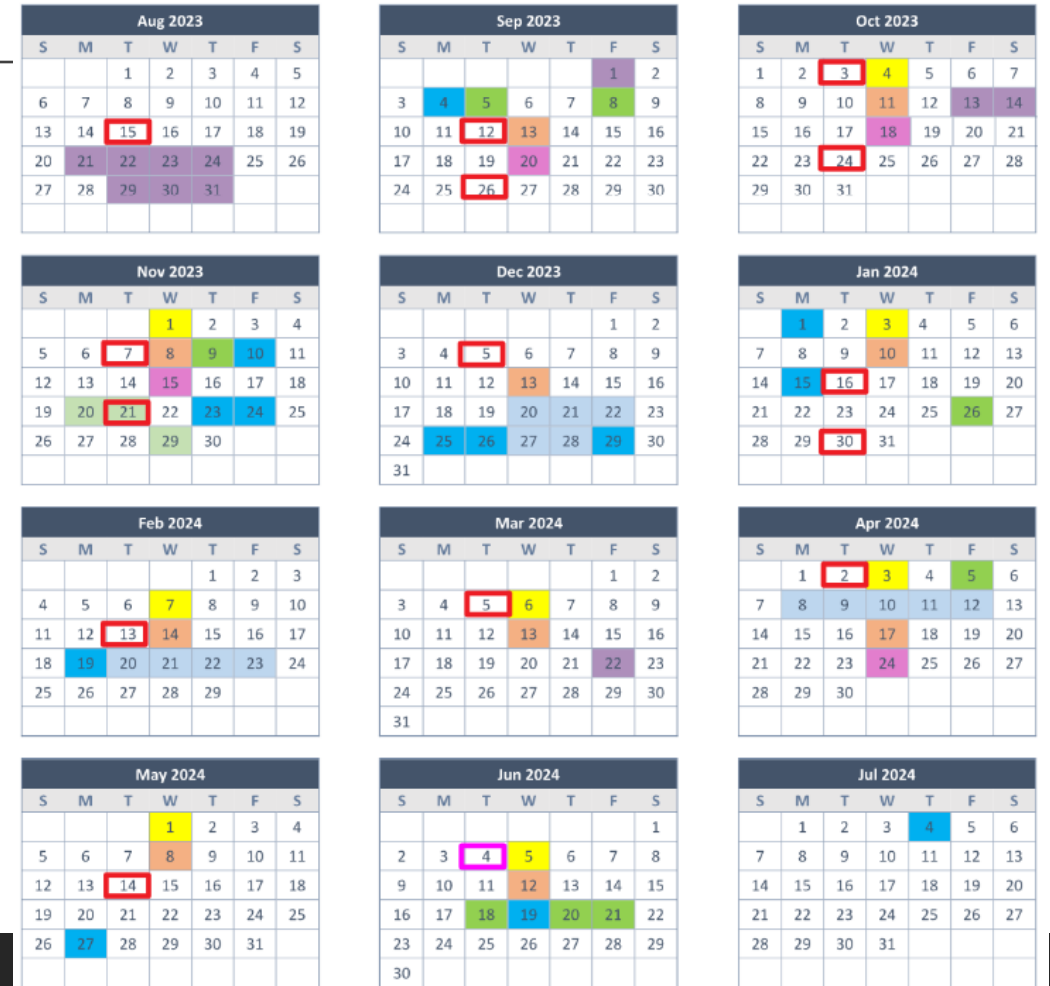 Aug 2023
S M T W T F S
1 2 3 4 5
6 7 8 9 10 11 12
13 14 15 16 17 18 19
20 21 22 23 24 25 26
27 28 29 30 31
Sep 2023
S M T W T F S
1 2
3 4 5 6 7 8 9
10 11 12 13 14 15 16
17 18 19 20 21 22 23
24 25 26 27 28 29 30
Oct 2023
S M T W T F S
1 2 3 4 5 6 7
8 9 10 11 12 13 14
15 16 17 18 19 20 21
22 23 24 25 26 27 28
29 30 31
Nov 2023
S M T W T F S
1 2 3 4
5 6 7 8 9 10 11
12 13 14 15 16 17 18
19 20 21 22 23 24 25
26 27 28 29 30
Dec 2023
S M T W T F S
1 2
3 4 5 6 7 8 9
10 11 12 13 14 15 16
17 18 19 20 21 22 23
24 25 26 27 28 29 30
31
Jan 2024
S M T W T F S
1 2 3 4 5 6
7 8 9 10 11 12 13
14 15 16 17 18 19 20
21 22 23 24 25 26 27
28 29 30 31
Feb 2024
S M T W T F S
1 2 3
4 5 6 7 8 9 10
11 12 13 14 15 16 17
18 19 20 21 22 23 24
25 26 27 28 29
Mar 2024
S M T W T F S
1 2
3 4 5 6 7 8 9
10 11 12 13 14 15 16
17 18 19 20 21 22 23
24 25 26 27 28 29 30
31
Apr 2024
S M T W T F S
1 2 3 4 5 6
7 8 9 10 11 12 13
14 15 16 17 18 19 20
21 22 23 24 25 26 27
28 29 30
May 2024
S M T W T F S
1 2 3 4
5 6 7 8 9 10 11
12 13 14 15 16 17 18
19 20 21 22 23 24 25
26 27 28 29 30 31
Jun 2024
S M T W T F S
1
2 3 4 5 6 7 8
9 10 11 12 13 14 15
16 17 18 19 20 21 22
23 24 25 26 27 28 29
30
Jul 2024
S M T W T F S
1 2 3 4 5 6
7 8 9 10 11 12 13
14 15 16 17 18 19 20
21 22 23 24 25 26 27
28 29 30 31